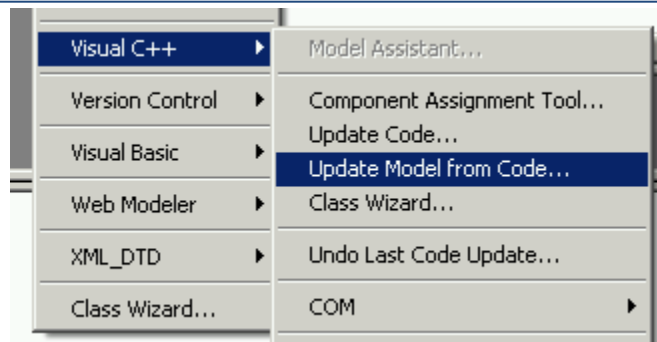 Visual C++
Version Control
Visual Basic
Web Modeler
XML_DTD
Class Wizard...
Model Assistant...
Component Assignment Tool...
Update Code...
Update Model from Code...
Class Wizard...
Undo Last Code Update...
COM